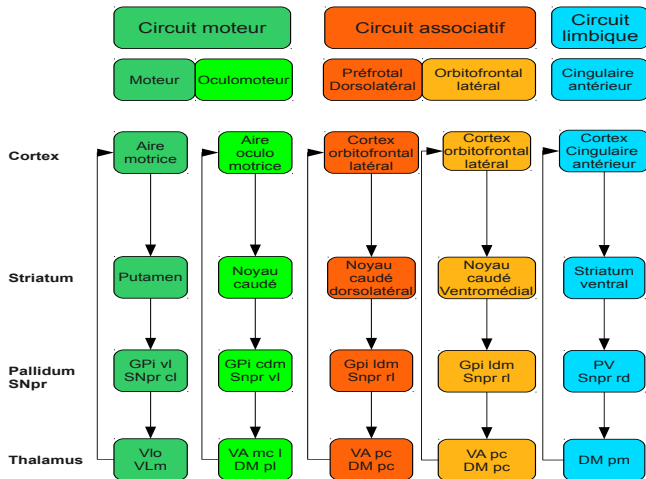 Circuit moteur
Circuit associatif
Circuit
limbique
Moteur
Oculomoteur
Préfrotal
Dorsolatéral
Orbitofrontal
latéral
Cingulaire
antérieur
Cortex
Aire
motrice
Aire
oculo
motrice
Cortex
orbitofrontal
latéral
Cortex
orbitofrontal
latéral
Cortex
Cingulaire
antérieur
Striatum
Putamen
Noyau
caudé
Noyau
caudé
dorsolatéral
Noyau
caudé
Ventromédial
Striatum
ventral
Pallidum
SNpr
GPi vl
SNpr cl
GPi cdm
Snpr vl
Gpi ldm
Snpr rl
Gpi ldm
Snpr rl
PV
Snpr rd
Thalamus
Vlo
VLm
VA mc l
DM pl
VA pc
DM pc
VA pc
DM pc
DM pm